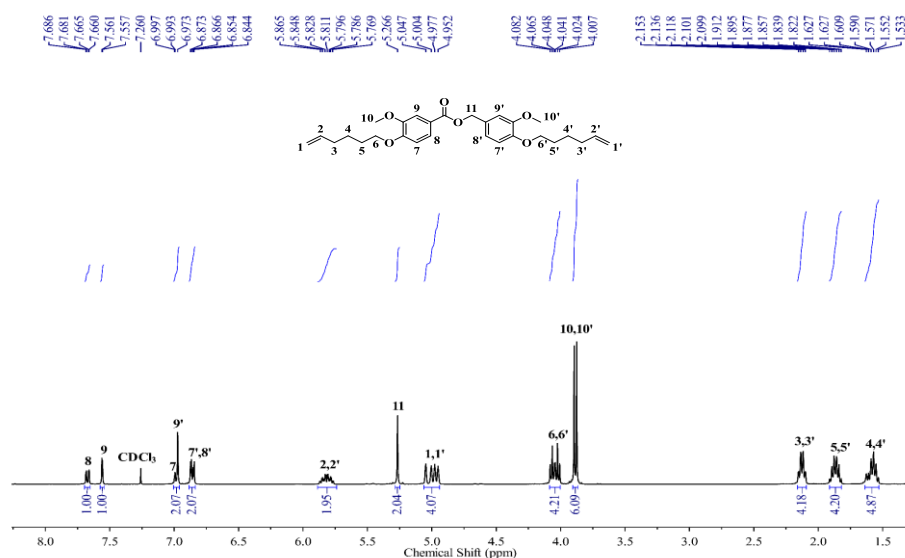 7.686 7.681 7.665 7.660 7.561 7.557 7.260 6.997 6.993 6.973 6.873 6.866 6.854 6.844 5.865 5.848 5.828 5.811 5.796 5.786 5.769 5.266 5.047 5.004 4.977 4.952 4.082 4.065 4.048 4.041 4.024 4.007 2.153 2.136 2.118 2.101 2.099 1.912 1.895 1.877 1.857 1.839 1.822 1.627 1.627 1.609 1.590 1.571 1.552 1.533
O 11 9'
10 O 9 O 10'
2 4 O 8 8' O 4' 2'
1 3 5 6 O 7 7' O 6' 5' 3' 1'
10,10'
11
9'
6,6'
9 3,3'
8 CDCl3 7 7',8' 2,2' 1,1' 5,5' 4,4'
1.00 1.00 2.07 2.07 1.95 2.04 4.07 4.21 6.09 4.18 4.20 4.87
8.0 7.5 7.0 6.5 6.0 5.5 5.0 4.5 4.0 3.5 3.0 2.5 2.0 1.5
Chemical Shift (ppm)